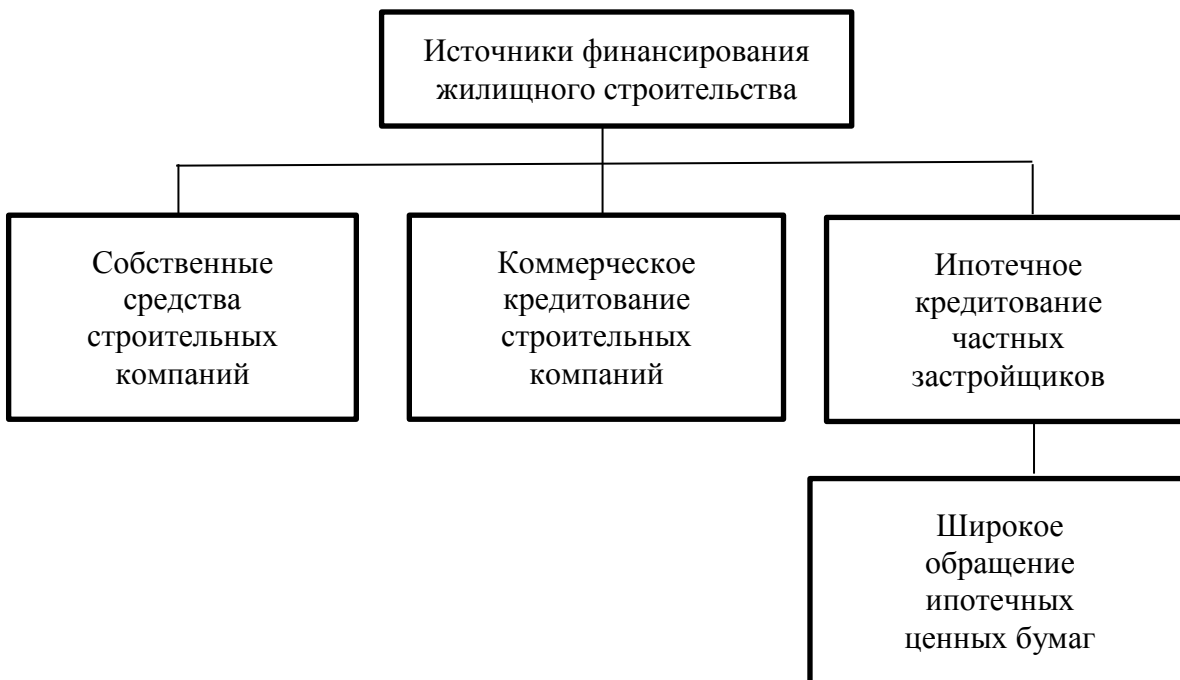 Источники финансирования
жилищного строительства
Собственные
средства
строительных
компаний
Коммерческое
кредитование
строительных
компаний
Ипотечное
кредитование
частных
застройщиков
Широкое
обращение
ипотечных
ценных бумаг